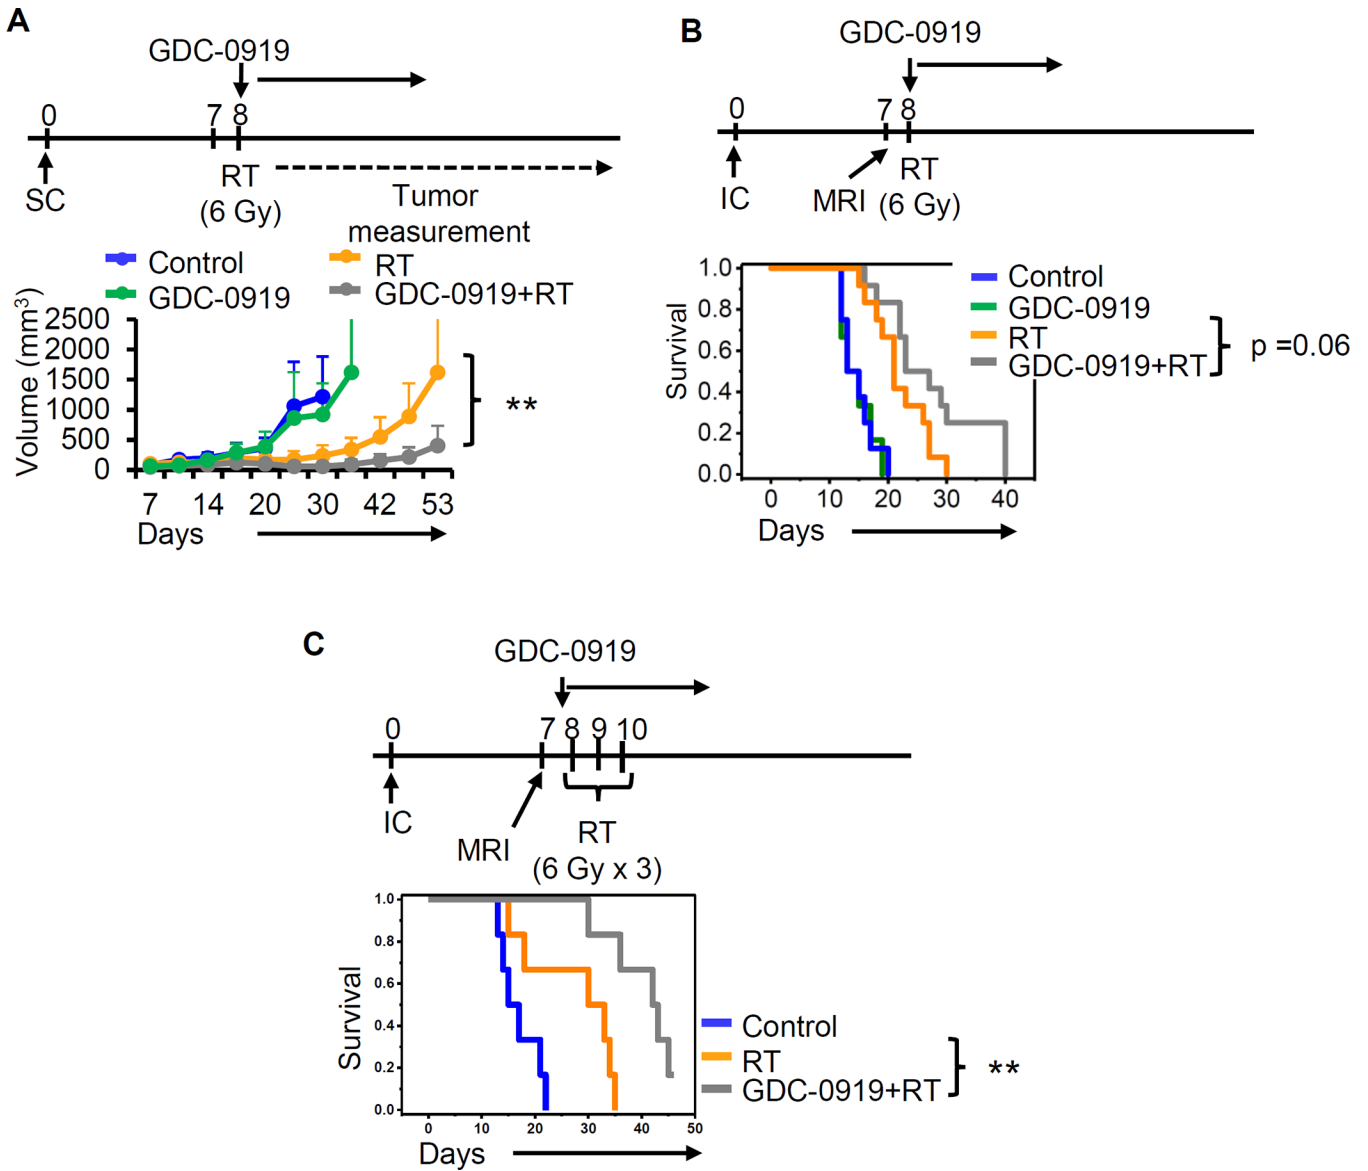 A
GDC-0919
0 7 8
SC
RT
(6 Gy)
Tumor
measurement
Control
RT
GDC-0919
GDC-0919+RT
Volume (mm³)
2500
2000
1500
1000
500
0
**
7 14 20 30 42 53
Days
B
GDC-0919
0 7 8
IC
MRI
RT
(6 Gy)
Survival
1.0
0.8
0.6
0.4
0.2
0.0
Control
GDC-0919
RT
GDC-0919+RT
p =0.06
0 10 20 30 40
Days
C
GDC-0919
0 7 8 9 10
IC
MRI
RT
(6 Gy x 3)
Survival
1.0
0.8
0.6
0.4
0.2
0.0
Control
RT
GDC-0919+RT
**
0 10 20 30 40 50
Days